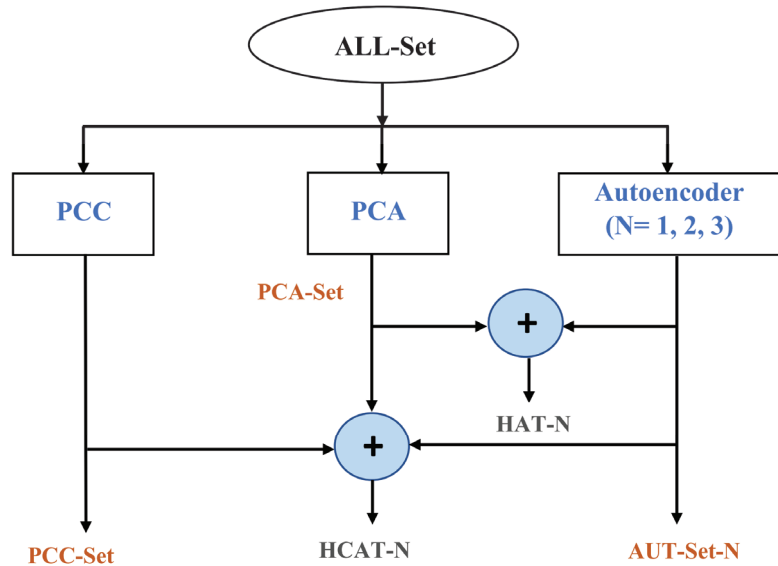 ALL-Set
PCC
PCA
Autoencoder
(N= 1, 2, 3)
PCA-Set
+
HAT-N
+
PCC-Set
HCAT-N
AUT-Set-N